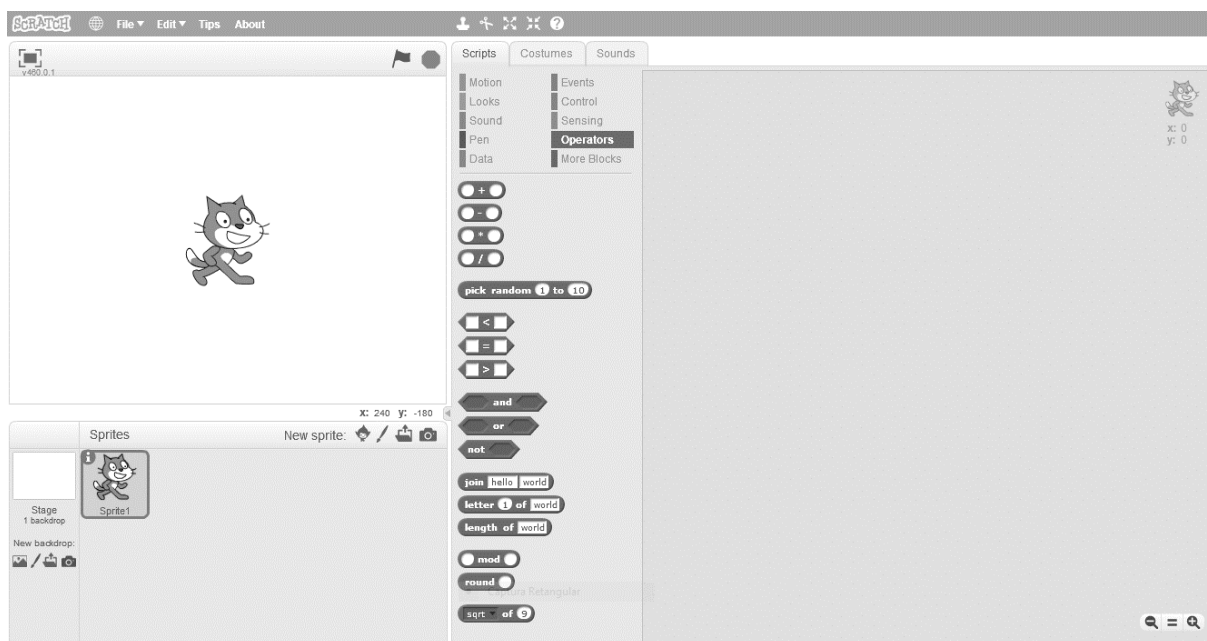 SCRATCH File Edit Tips About
v460.0.1
Scripts Costumes Sounds
Motion Events
Looks Control
Sound Sensing
Pen Operators
Data More Blocks
x: 0
y: 0
+
-
*
/
pick random 1 to 10
<
=
>
and
or
not
join hello world
letter 1 of world
length of world
mod
round
Captura Retangular
sqrt of 9
x: 240 y: -180
Sprites New sprite:
Stage
1 backdrop
Sprite1
New backdrop: